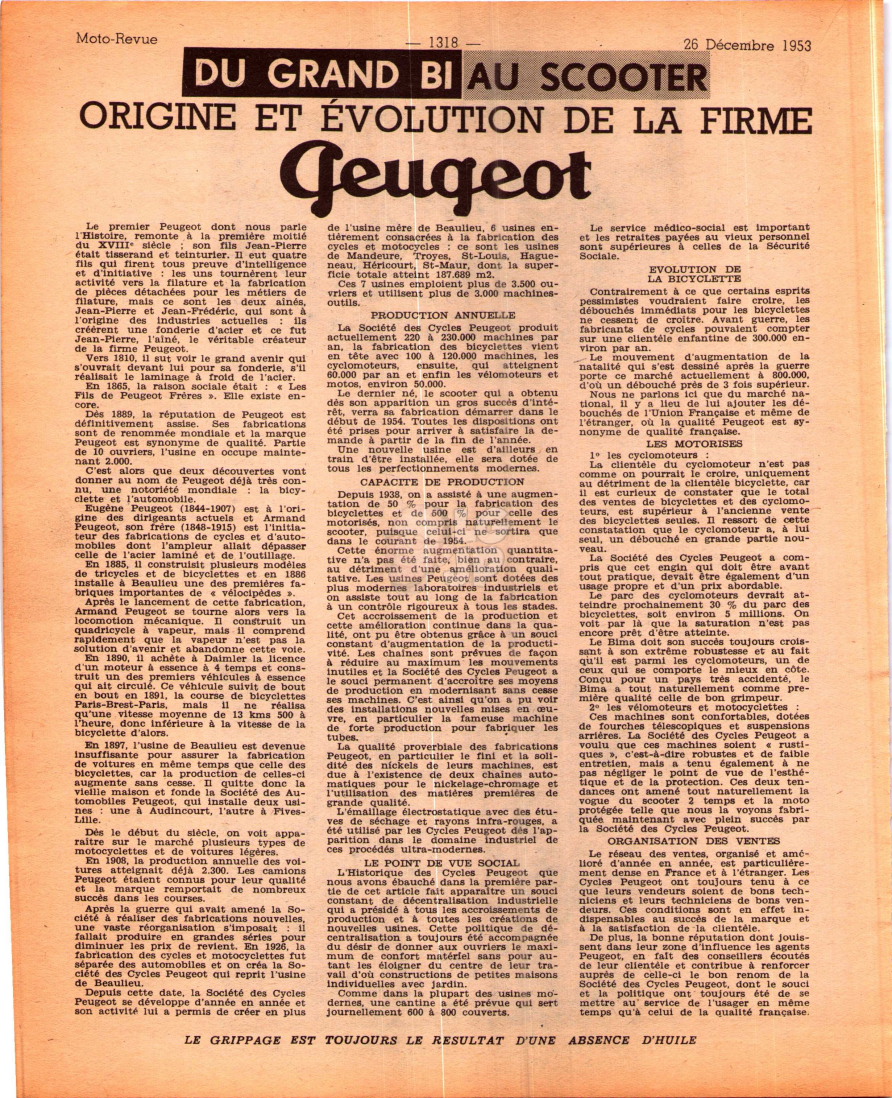 Moto-Revue
— 1318 —
26 Décembre 1953
DU GRAND BI AU SCOOTER
ORIGINE ET ÉVOLUTION DE LA FIRME
Peugeot
Le premier Peugeot dont nous parle
l'Histoire, remonte à la première moitié
du XVIIIe siècle ; son fils Jean-Pierre
était tisserand et teinturier. Il eut quatre
fils qui firent tous preuve d'intelligence
et d'initiative : les uns tournèrent leur
activité vers la filature et la fabrication
de pièces détachées pour les métiers de
filature, mais ce sont les deux aînés,
Jean-Pierre et Jean-Frédéric, qui sont à
l'origine des industries actuelles ; ils
créèrent une fonderie d'acier et ce fut
Jean-Pierre, l'aîné, le véritable créateur
de la firme Peugeot.
Vers 1810, il sut voir le grand avenir qui
s'ouvrait devant lui pour sa fonderie, s'il
réalisait le laminage à froid de l'acier.
En 1865, la raison sociale était : « Les
Fils de Peugeot Frères ». Elle existe en-
core.
Dès 1889, la réputation de Peugeot est
définitivement assise. Ses fabrications
sont de renommée mondiale et la marque
Peugeot est synonyme de qualité. Partie
de 10 ouvriers, l'usine en occupe mainte-
nant 2.000.
C'est alors que deux découvertes vont
donner au nom de Peugeot déjà très con-
nu, une notoriété mondiale : la bicy-
clette et l'automobile.
Eugène Peugeot (1844-1907) est à l'ori-
gine des dirigeants actuels et Armand
Peugeot, son frère (1848-1915) est l'initia-
teur des fabrications de cycles et d'auto-
mobiles dont l'ampleur allait dépasser
celle de l'acier laminé et de l'outillage.
En 1885, il construisit plusieurs modèles
de tricycles et de bicyclettes et en 1886
installe à Beaulieu une des premières fa-
briques importantes de « vélocipèdes ».
Après le lancement de cette fabrication,
Armand Peugeot se tourne alors vers la
locomotion mécanique. Il construit un
quadricycle à vapeur, mais il comprend
rapidement que la vapeur n'est pas la
solution d'avenir et abandonne cette voie.
En 1890, il achète à Daimler la licence
d'un moteur à essence à 4 temps et cons-
truit un des premiers véhicules à essence
qui ait circulé. Ce véhicule suivit de bout
en bout en 1891, la course de bicyclettes
Paris-Brest-Paris, mais il ne réalisa
qu'une vitesse moyenne de 13 kms 500 à
l'heure, donc inférieure à la vitesse de la
bicyclette d'alors.
En 1897, l'usine de Beaulieu est devenue
insuffisante pour assurer la fabrication
de voitures en même temps que celle des
bicyclettes, car la production de celles-ci
augmente sans cesse. Il quitte donc la
vieille maison et fonde la Société des Au-
tomobiles Peugeot, qui installe deux usi-
nes : une à Audincourt, l'autre à Fives-
Lille.
Dès le début du siècle, on voit appa-
raître sur le marché plusieurs types de
motocyclettes et de voitures légères.
En 1908, la production annuelle des voi-
tures atteignait déjà 2.300. Les camions
Peugeot étaient connus pour leur qualité
et la marque remportait de nombreux
succès dans les courses.
Après la guerre qui avait amené la So-
ciété à réaliser des fabrications nouvelles,
une vaste réorganisation s'imposait : il
fallait produire en grandes séries pour
diminuer les prix de revient. En 1926, la
fabrication des cycles et motocyclettes fut
séparée des automobiles et on créa la So-
ciété des Cycles Peugeot qui reprit l'usine
de Beaulieu.
Depuis cette date, la Société des Cycles
Peugeot se développe d'année en année et
son activité lui a permis de créer en plus
de l'usine mère de Beaulieu, 6 usines en-
tièrement consacrées à la fabrication des
cycles et motocycles : ce sont les usines
de Mandeure, Troyes, St-Louis, Hague-
neau, Héricourt, St-Maur, dont la super-
ficie totale atteint 187.689 m2.
Ces 7 usines emploient plus de 3.500 ou-
vriers et utilisent plus de 3.000 machines-
outils.
PRODUCTION ANNUELLE
La Société des Cycles Peugeot produit
actuellement 220 à 230.000 machines par
an, la fabrication des bicyclettes vient
en tête avec 100 à 120.000 machines, les
cyclomoteurs, ensuite, qui atteignent
60.000 par an et enfin les vélomoteurs et
motos, environ 50.000.
Le dernier né, le scooter qui a obtenu
dès son apparition un gros succès d'inté-
rêt, verra sa fabrication démarrer dans le
début de 1954. Toutes les dispositions ont
été prises pour arriver à satisfaire la de-
mande à partir de la fin de l'année.
Une nouvelle usine est d'ailleurs en
train d'être installée, elle sera dotée de
tous les perfectionnements modernes.
CAPACITE DE PRODUCTION
Depuis 1938, on a assisté à une augmen-
tation de 50 % pour la fabrication des
bicyclettes et de 500 % pour celle des
motorisés, non compris naturellement le
scooter, puisque celui-ci ne sortira que
dans le courant de 1954.
Cette énorme augmentation quantita-
tive n'a pas été faite, bien au contraire,
au détriment d'une amélioration quali-
tative. Les usines Peugeot sont dotées des
plus modernes laboratoires industriels et
on assiste tout au long de la fabrication
à un contrôle rigoureux à tous les stades.
Cet accroissement de la production et
cette amélioration continue dans la qua-
lité, ont pu être obtenus grâce à un souci
constant d'augmentation de la producti-
vité. Les chaînes sont prévues de façon
à réduire au maximum les mouvements
inutiles et la Société des Cycles Peugeot a
le souci permanent d'accroître ses moyens
de production en modernisant sans cesse
ses machines. C'est ainsi qu'on a pu voir
des installations nouvelles mises en œu-
vre, en particulier la fameuse machine
de forte production pour fabriquer les
tubes.
La qualité proverbiale des fabrications
Peugeot, en particulier le fini et la soli-
dité des nickels de leurs machines, est
due à l'existence de deux chaînes auto-
matiques pour le nickelage-chromage et
l'utilisation des matières premières de
grande qualité.
L'émaillage électrostatique avec des étu-
ves de séchage et rayons infra-rouges, a
été utilisé par les Cycles Peugeot dès l'ap-
parition dans le domaine industriel de
ces procédés ultra-modernes.
LE POINT DE VUE SOCIAL
L'Historique des Cycles Peugeot que
nous avons ébauché dans la première par-
tie de cet article fait apparaître un souci
constant de décentralisation industrielle
qui a présidé à toutes les accroissements de
production et à toutes les créations de
nouvelles usines. Cette politique de dé-
centralisation a toujours été accompagnée
du désir de donner aux ouvriers le maxi-
mum de confort matériel sans pour au-
tant les éloigner du centre de leur tra-
vail d'où constructions de petites maisons
individuelles avec jardin.
Comme dans la plupart des usines mo-
dernes, une cantine a été prévue qui sert
journellement 600 à 800 couverts.
Le service médico-social est important
et les retraites payées au vieux personnel
sont supérieures à celles de la Sécurité
Sociale.
EVOLUTION DE
LA BICYCLETTE
Contrairement à ce que certains esprits
pessimistes voudraient faire croire, les
débouchés immédiats pour les bicyclettes
ne cessent de croître. Avant guerre, les
fabricants de cycles pouvaient compter
sur une clientèle enfantine de 300.000 en-
viron par an.
Le mouvement d'augmentation de la
natalité qui s'est dessiné après la guerre
porte ce marché actuellement à 800.000,
d'où un débouché près de 3 fois supérieur.
Nous ne parions ici que du marché na-
tional, il y a lieu de lui ajouter les dé-
bouchés de l'Union Française et même de
l'étranger, où la qualité Peugeot est sy-
nonyme de qualité française.
LES MOTORISES
1° les cyclomoteurs :
La clientèle du cyclomoteur n'est pas
comme on pourrait le croire, uniquement
au détriment de la clientèle bicyclette, car
il est curieux de constater que le total
des ventes de bicyclettes et des cyclomo-
teurs, est supérieur à l'ancienne vente
des bicyclettes seules. Il ressort de cette
constatation que le cyclomoteur a, à lui
seul, un débouché en grande partie nou-
veau.
La Société des Cycles Peugeot a com-
pris que cet engin qui doit être avant
tout pratique, devait être également d'un
usage propre et d'un prix abordable.
Le parc des cyclomoteurs devrait at-
teindre prochainement 30 % du parc des
bicyclettes, soit environ 5 millions. On
voit par là que la saturation n'est pas
encore prêt d'être atteinte.
Le Bima doit son succès toujours crois-
sant à son extrême robustesse et au fait
qu'il est parmi les cyclomoteurs, un de
ceux qui se comporte le mieux en côte.
Conçu pour un pays très accidenté, le
Bima a tout naturellement comme pre-
mière qualité celle de bon grimpeur.
2° les vélomoteurs et motocyclettes :
Ces machines sont confortables, dotées
de fourches télescopiques et suspensions
arrières. La Société des Cycles Peugeot a
voulu que ces machines soient « rusti-
ques », c'est-à-dire robustes et de faible
entretien, mais a tenu également à ne
pas négliger le point de vue de l'esthé-
tique et de la protection. Ces deux ten-
dances ont amené tout naturellement la
vogue du scooter 2 temps et la moto
protégée telle que nous la voyons fabri-
quée maintenant avec plein succès par
la Société des Cycles Peugeot.
ORGANISATION DES VENTES
Le réseau des ventes, organisé et amé-
lioré d'année en année, est particulière-
ment dense en France et à l'étranger. Les
Cycles Peugeot ont toujours tenu à ce
que leurs vendeurs soient de bons tech-
niciens et leurs techniciens de bons ven-
deurs. Ces conditions sont en effet in-
dispensables au succès de la marque et
à la satisfaction de la clientèle.
De plus, la bonne réputation dont jouis-
sent dans leur zone d'influence les agents
Peugeot, en fait des conseillers écoutés
de leur clientèle et contribue à renforcer
auprès de celle-ci le bon renom de la
Société des Cycles Peugeot, dont le souci
et la politique ont toujours été de se
mettre au service de l'usager en même
temps qu'à celui de la qualité française.
LE GRIPPAGE EST TOUJOURS LE RESULTAT D'UNE ABSENCE D'HUILE